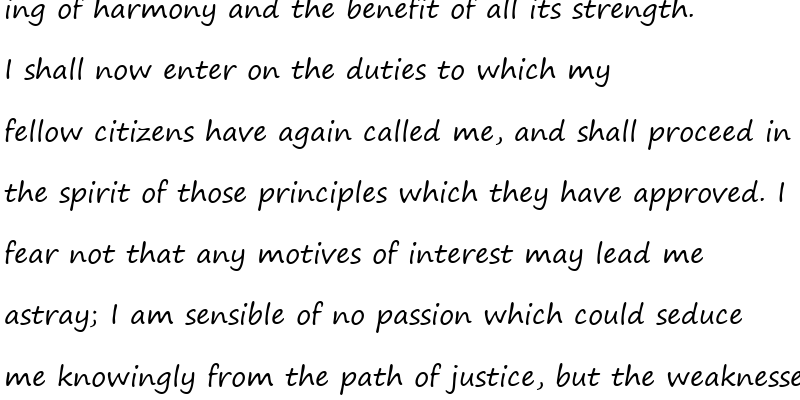 ing of harmony and the benefit of all its strength.
I shall now enter on the duties to which my
fellow citizens have again called me, and shall proceed in
the spirit of those principles which they have approved. I
fear not that any motives of interest may lead me
astray; I am sensible of no passion which could seduce
me knowingly from the path of justice, but the weaknesse